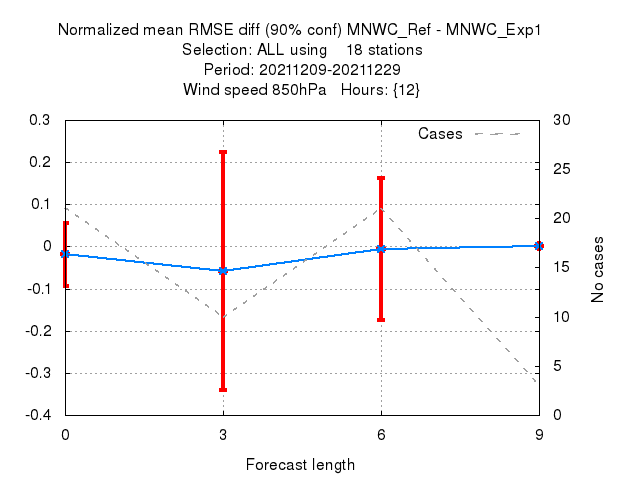 Normalized mean RMSE diff (90% conf) MNWC_Ref - MNWC_Exp1
Selection: ALL using 18 stations
Period: 20211209-20211229
Wind speed 850hPa Hours: {12}
0.3 30
Cases
0.2 25
0.1 20
0
-0.1 15
-0.2 10
-0.3 5
-0.4 0
No cases
0 3 6 9
Forecast length